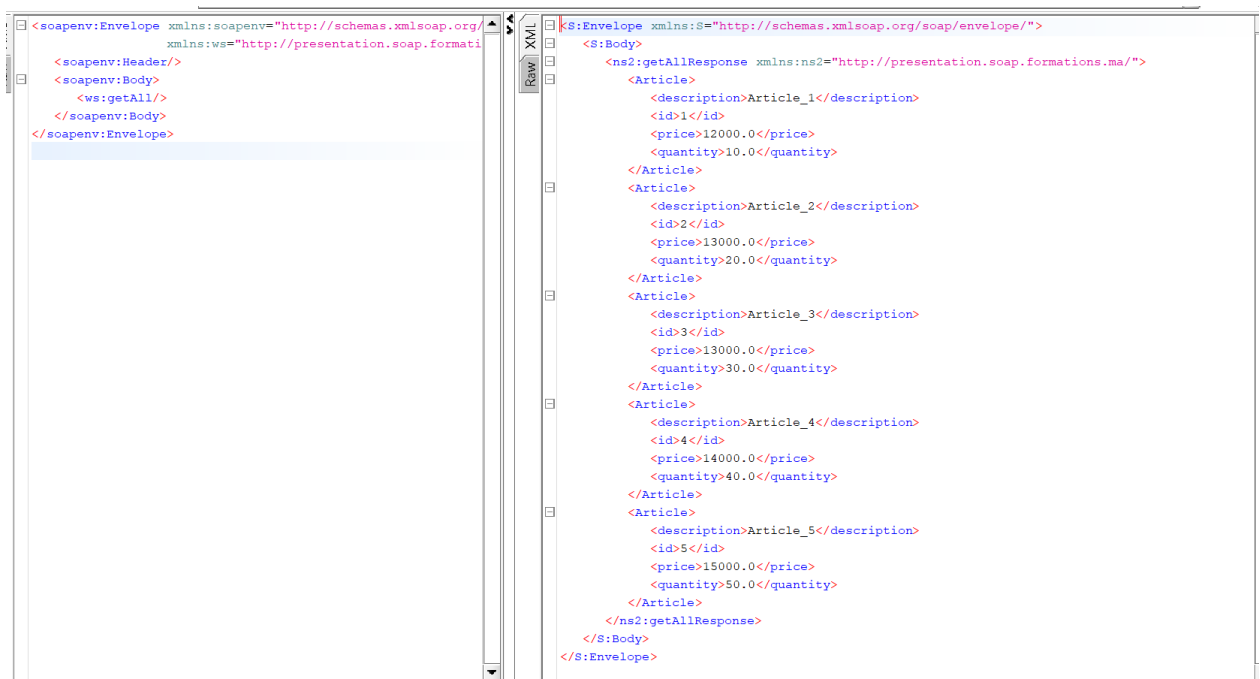 <soapenv:Envelope xmlns:soapenv="http://schemas.xmlsoap.org/
xmlns:ws="http://presentation.soap.formati
<soapenv:Header/>
<soapenv:Body>
<ws:getAll/>
</soapenv:Body>
</soapenv:Envelope>
XML
Raw
<S:Envelope xmlns:S="http://schemas.xmlsoap.org/soap/envelope/">
<S:Body>
<ns2:getAllResponse xmlns:ns2="http://presentation.soap.formations.ma/">
<Article>
<description>Article_1</description>
<id>1</id>
<price>12000.0</price>
<quantity>10.0</quantity>
</Article>
<Article>
<description>Article_2</description>
<id>2</id>
<price>13000.0</price>
<quantity>20.0</quantity>
</Article>
<Article>
<description>Article_3</description>
<id>3</id>
<price>13000.0</price>
<quantity>30.0</quantity>
</Article>
<Article>
<description>Article_4</description>
<id>4</id>
<price>14000.0</price>
<quantity>40.0</quantity>
</Article>
<Article>
<description>Article_5</description>
<id>5</id>
<price>15000.0</price>
<quantity>50.0</quantity>
</Article>
</ns2:getAllResponse>
</S:Body>
</S:Envelope>